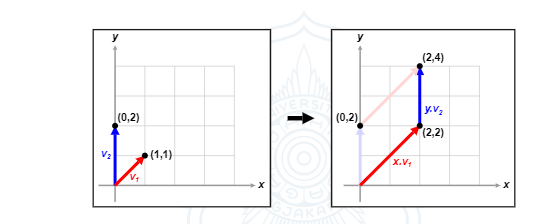 y
(0,2)
(1,1)
v₂
v₁
x
y
(2,4)
(0,2)
y.v₂
(2,2)
x.v₁
x